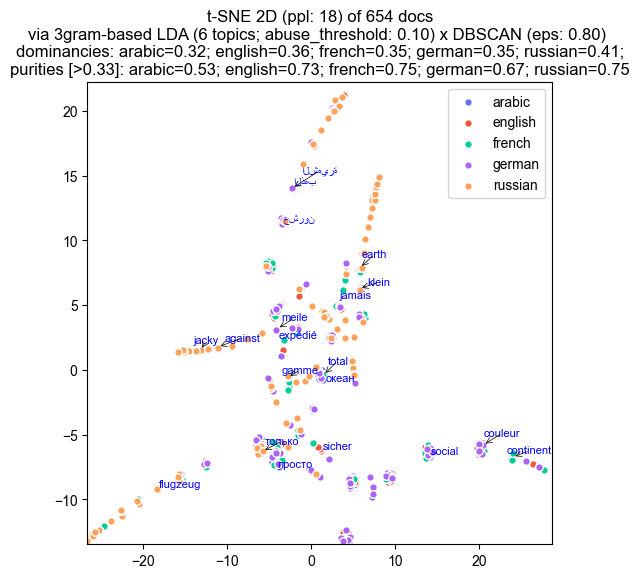 t-SNE 2D (ppl: 18) of 654 docs
via 3gram-based LDA (6 topics; abuse_threshold: 0.10) x DBSCAN (eps: 0.80)
dominancies: arabic=0.32; english=0.36; french=0.35; german=0.35; russian=0.41;
purities [>0.33]: arabic=0.53; english=0.73; french=0.75; german=0.67; russian=0.75
arabic
english
french
german
russian
20
15
10
5
0
−5
−10
earth
klein
jamais
meile
expédié
jacky
against
total
gamme
океан
только
sicher
просто
social
couleur
continent
flugzeug
−20
−10
0
10
20